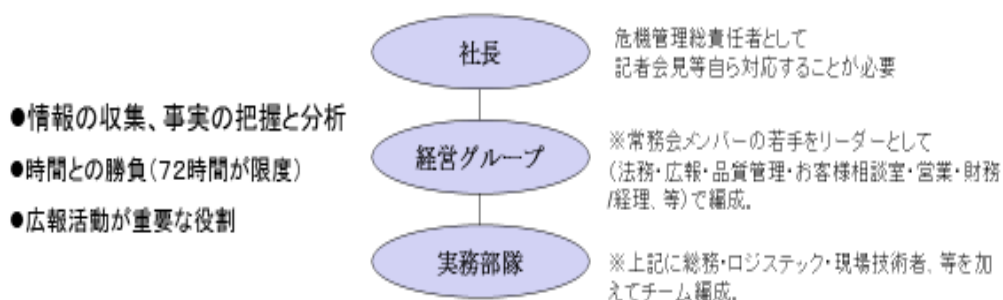 社長
危機管理総責任者として
記者会見等自ら対応することが必要
●情報の収集、事実の把握と分析
●時間との勝負(72時間が限度)
●広報活動が重要な役割
経営グループ
※常務会メンバーの若手をリーダーとして
(法務・広報・品質管理・お客様相談室・営業・財務
/経理、等)で編成。
実務部隊
※上記に総務・ロジステック・現場技術者、等を加
えてチーム編成。